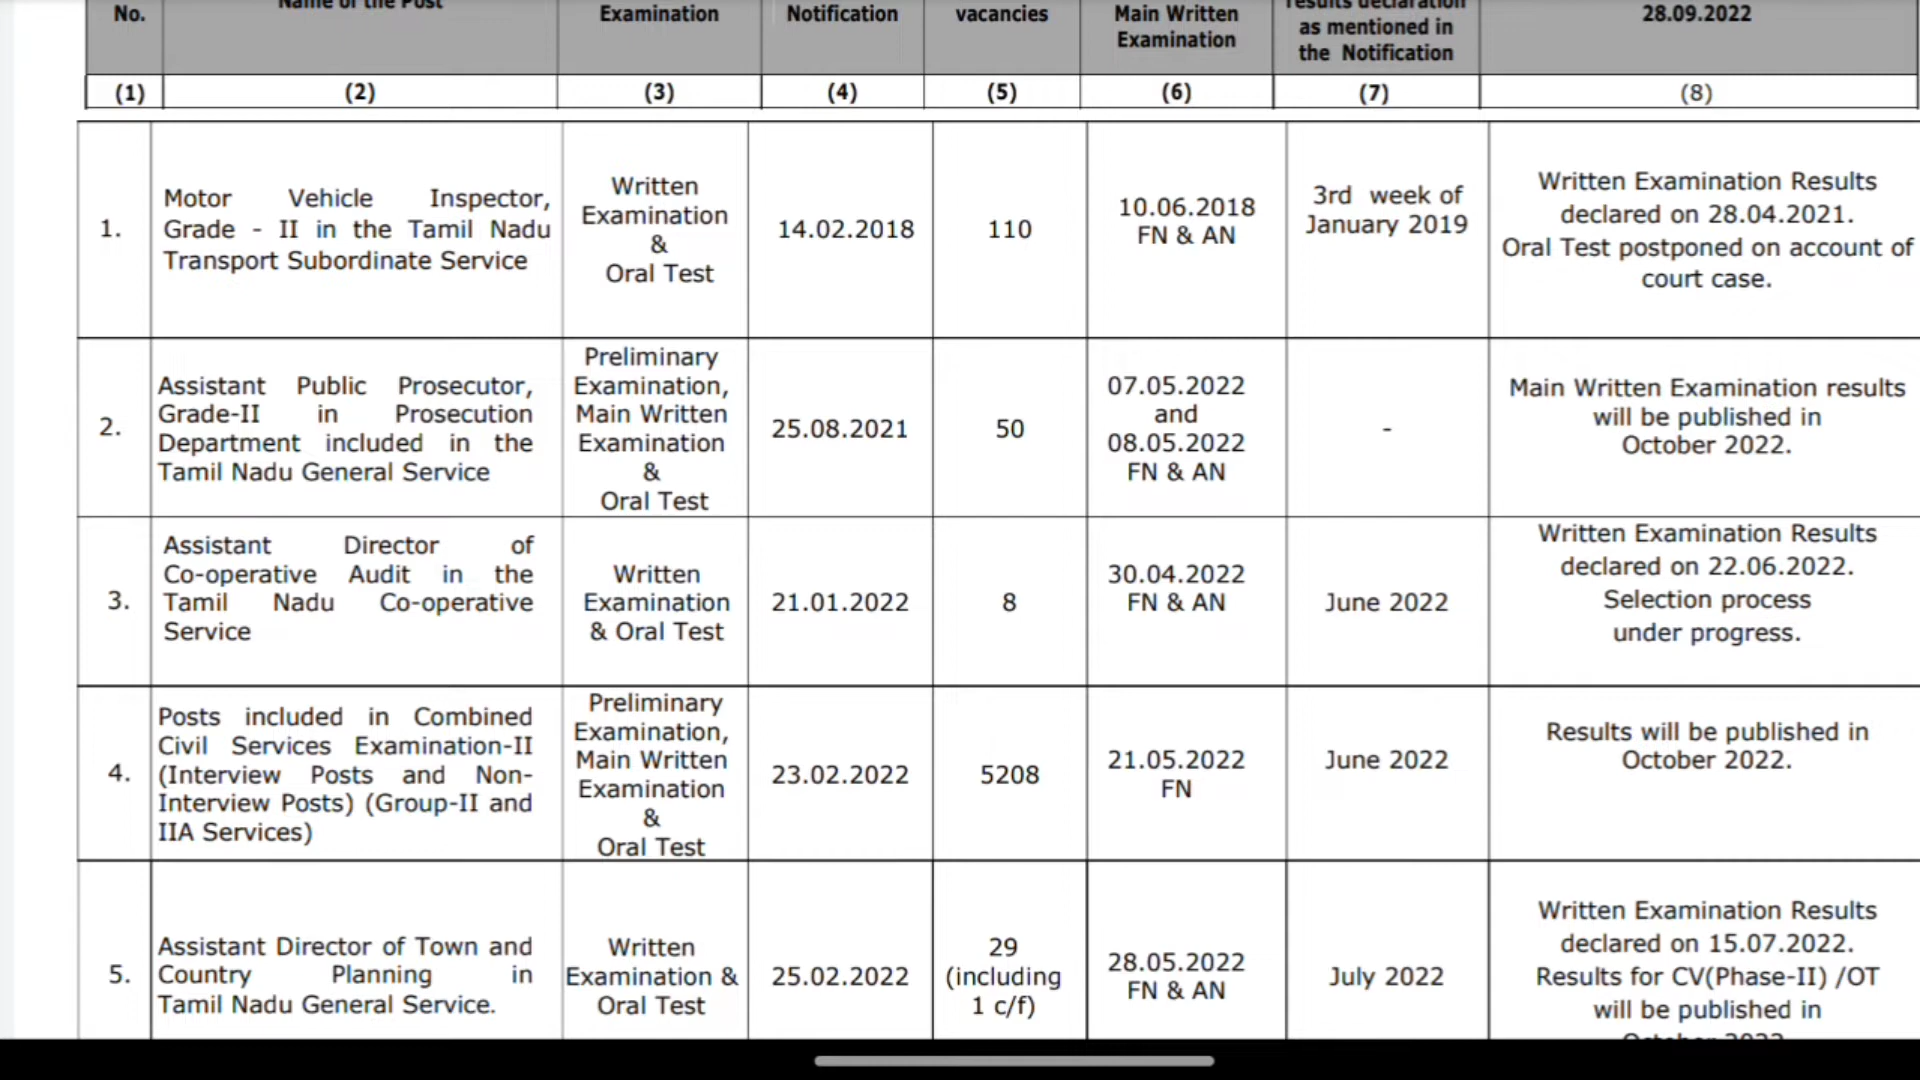 No.
Name of the Post
Examination
Notification
vacancies
Main Written
Examination
results declaration
as mentioned in
the Notification
28.09.2022
(1)
(2)
(3)
(4)
(5)
(6)
(7)
(8)
1.
Motor Vehicle Inspector,
Grade - II in the Tamil Nadu
Transport Subordinate Service
Written
Examination
&
Oral Test
14.02.2018
110
10.06.2018
FN & AN
3rd week of
January 2019
Written Examination Results
declared on 28.04.2021.
Oral Test postponed on account of
court case.
2.
Assistant Public Prosecutor,
Grade-II in Prosecution
Department included in the
Tamil Nadu General Service
Preliminary
Examination,
Main Written
Examination
&
Oral Test
25.08.2021
50
07.05.2022
and
08.05.2022
FN & AN
-
Main Written Examination results
will be published in
October 2022.
3.
Assistant Director of
Co-operative Audit in the
Tamil Nadu Co-operative
Service
Written
Examination
& Oral Test
21.01.2022
8
30.04.2022
FN & AN
June 2022
Written Examination Results
declared on 22.06.2022.
Selection process
under progress.
4.
Posts included in Combined
Civil Services Examination-II
(Interview Posts and Non-
Interview Posts) (Group-II and
IIA Services)
Preliminary
Examination,
Main Written
Examination
&
Oral Test
23.02.2022
5208
21.05.2022
FN
June 2022
Results will be published in
October 2022.
5.
Assistant Director of Town and
Country Planning in
Tamil Nadu General Service.
Written
Examination &
Oral Test
25.02.2022
29
(including
1 c/f)
28.05.2022
FN & AN
July 2022
Written Examination Results
declared on 15.07.2022.
Results for CV(Phase-II) /OT
will be published in
October 2022.